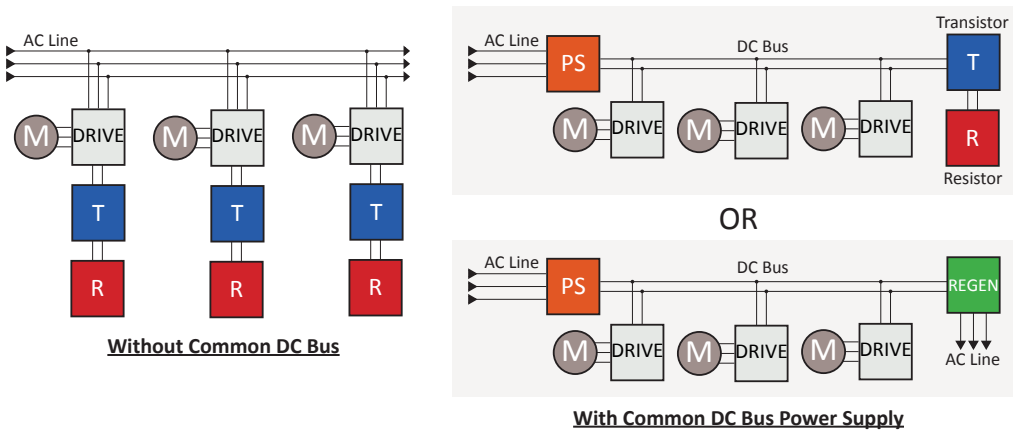 AC Line
M DRIVE M DRIVE M DRIVE
T T T
R R R
Without Common DC Bus
Transistor
AC Line
PS DC Bus T
M DRIVE M DRIVE M DRIVE R
Resistor
OR
AC Line
PS DC Bus REGEN
M DRIVE M DRIVE M DRIVE
AC Line
With Common DC Bus Power Supply